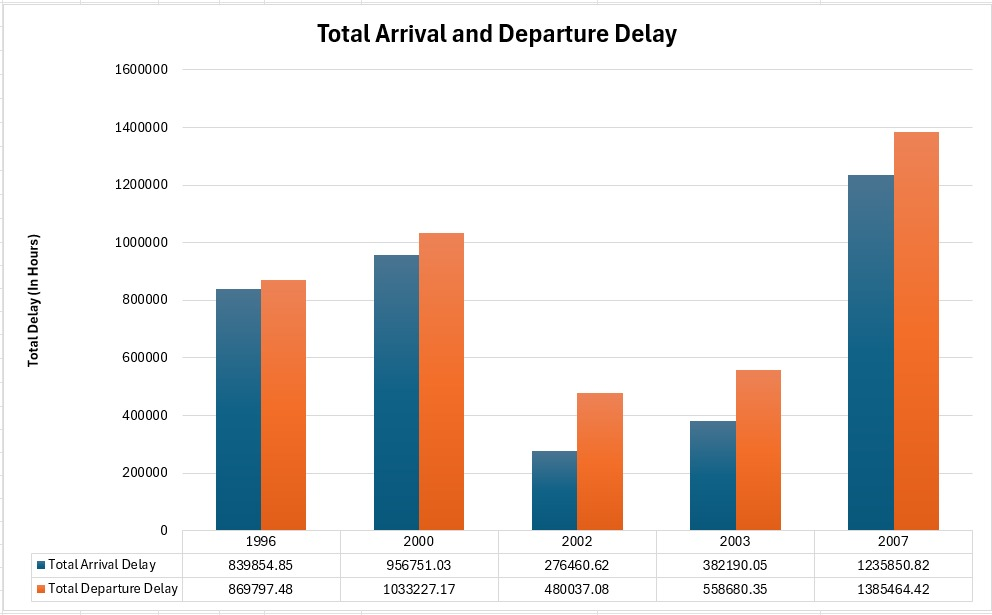 Total Arrival and Departure Delay
1600000
1400000
1200000
1000000
800000
600000
400000
200000
0
Total Delay (In Hours)
1996 2000 2002 2003 2007
Total Arrival Delay 839854.85 956751.03 276460.62 382190.05 1235850.82
Total Departure Delay 869797.48 1033227.17 480037.08 558680.35 1385464.42